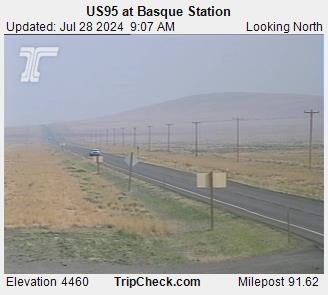 US95 at Basque Station
Updated: Jul 28 2024 9:07 AM Looking North
Elevation 4460 TripCheck.com Milepost 91.62